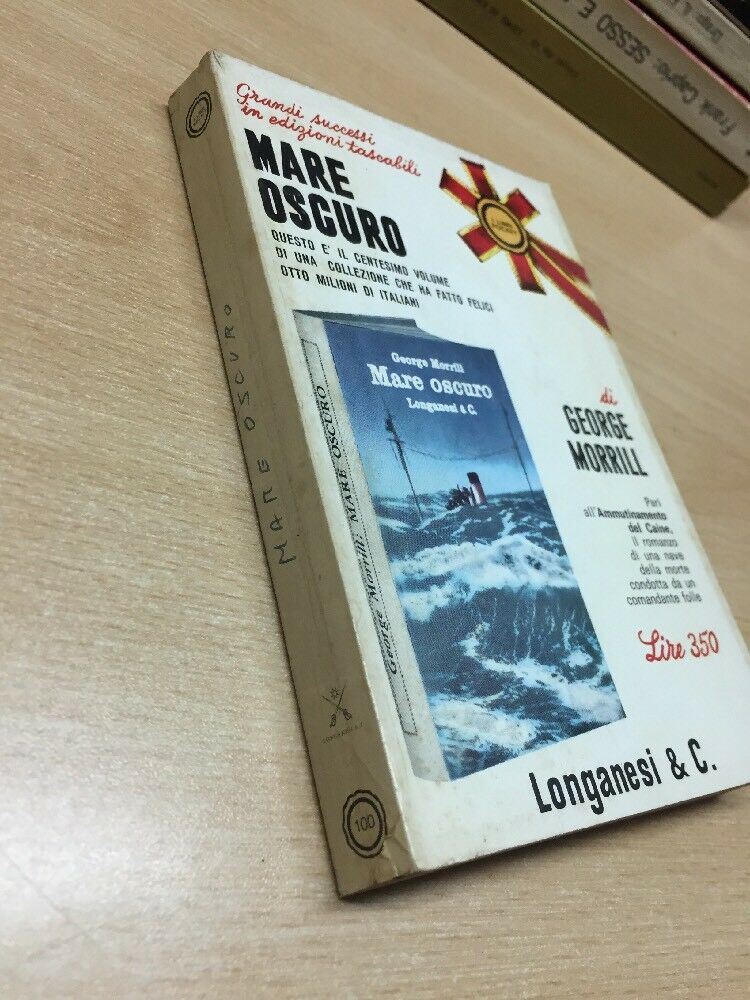 Grandi successi
in edizioni tascabili
MARE
OSCURO
QUESTO E' IL CENTESIMO VOLUME
DI UNA COLLEZIONE CHE HA FATTO FELICI
OTTO MILIONI DI ITALIANI
George Morrill
Mare oscuro
Longanesi & C.
George Morrill: MARE OSCURO
di
GEORGE
MORRILL
Pari
all'Ammutinamento
del Caine,
il romanzo
di una nave
della morte
condotta da un
comandante folle
Lire 350
Longanesi & C.
MARE OSCURO
100
Frank Caprio: SESSO E